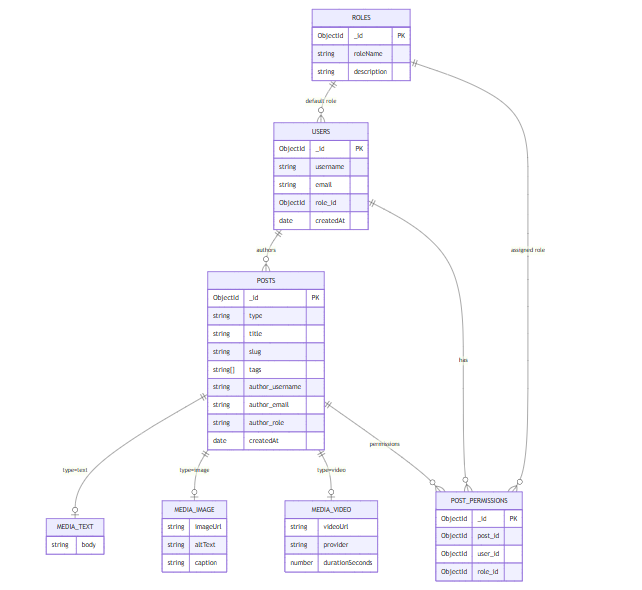 ROLES
ObjectId _id PK
string roleName
string description
default role
USERS
ObjectId _id PK
string username
string email
ObjectId role_id
date createdAt
assigned role
authors
POSTS
ObjectId _id PK
string type
string title
string slug
string[] tags
string author_username
string author_email
string author_role
date createdAt
has
permissions
type=text
type=image
type=video
MEDIA_TEXT
string body
MEDIA_IMAGE
string imageUrl
string altText
string caption
MEDIA_VIDEO
string videoUrl
string provider
number durationSeconds
POST_PERMISSIONS
ObjectId _id PK
ObjectId post_id
ObjectId user_id
ObjectId role_id